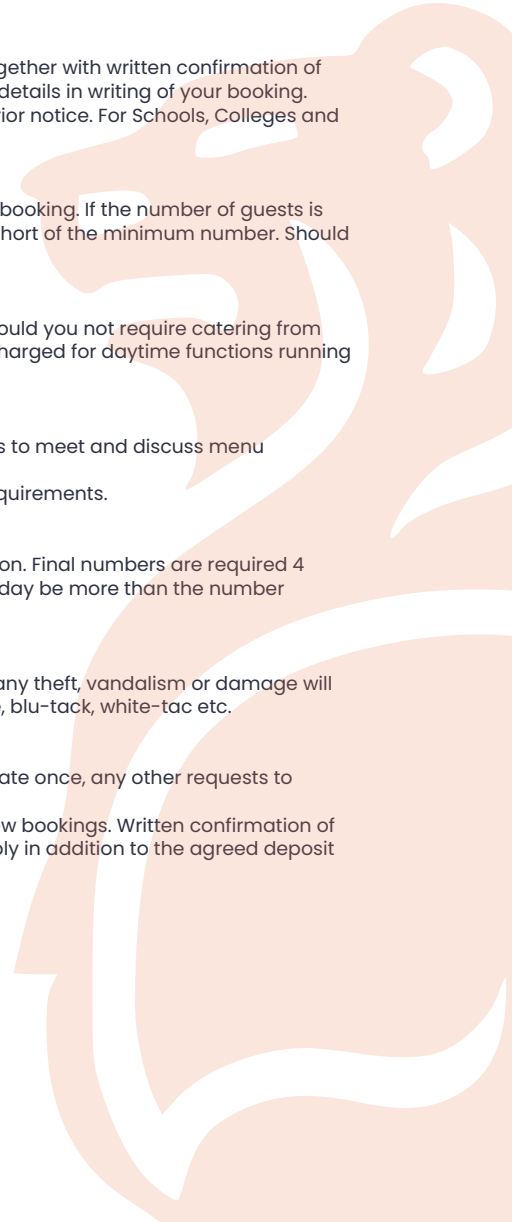 gether with written confirmation of
details in writing of your booking.
ior notice. For Schools, Colleges and
booking. If the number of guests is
hort of the minimum number. Should
ould you not require catering from
harged for daytime functions running
s to meet and discuss menu
quirements.
on. Final numbers are required 4
day be more than the number
any theft, vandalism or damage will
, blu-tack, white-tac etc.
ate once, any other requests to
w bookings. Written confirmation of
ly in addition to the agreed deposit